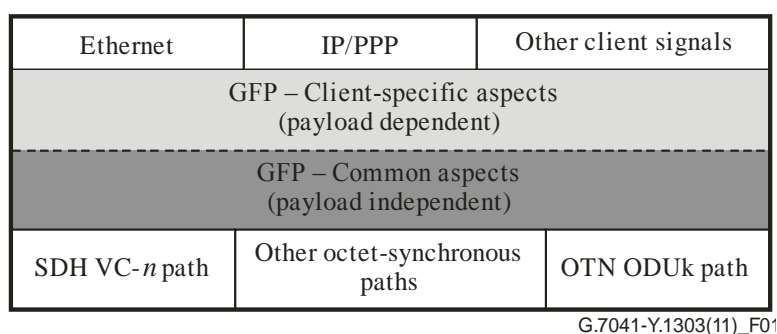 Ethernet
IP/PPP
Other client signals
GFP – Client-specific aspects
(payload dependent)
GFP – Common aspects
(payload independent)
SDH VC-n path
Other octet-synchronous
paths
OTN ODUk path
G.7041-Y.1303(11)_F01